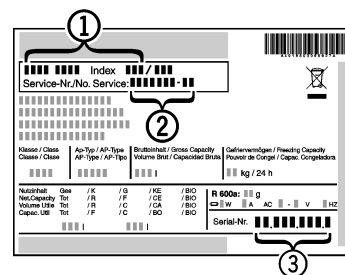 1
Index /
Service-Nr./No. Service: -
2
Klasse / Class Ap-Typ / AP-Type Bruttoinhalt / Gross Capacity Gefriervermögen / Freezing Capacity
Classe / Clase AP-Type / AP-Tipo Volume Brut / Capacidad Bruta Pouvoir de Congel / Capac. Congeladora
l kg / 24 h
Nutzinhalt Ges / K / G / KE / BIO
Net.Capacity Tot / R / F / CE / BIO
Volume Utile Tot / R / C / CA / BIO
Capac. Util Tot / F / C / BO / BIO
l l
R 600a: g
W A AC - V HZ
Serial-Nr.
3